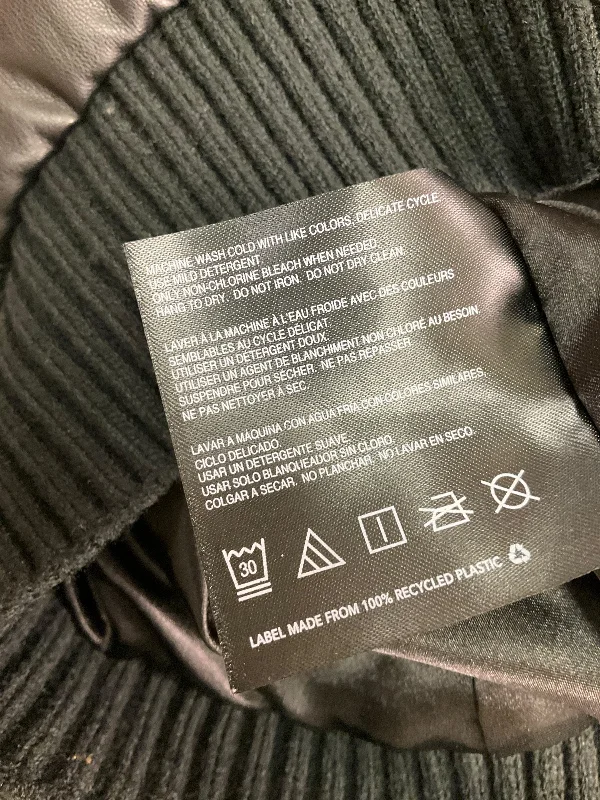 MACHINE WASH COLD WITH LIKE COLORS, DELICATE CYCLE.
USE MILD DETERGENT
ONLY NON-CHLORINE BLEACH WHEN NEEDED
HANG TO DRY. DO NOT IRON. DO NOT DRY CLEAN.
LAVER À LA MACHINE À L'EAU FROIDE AVEC DES COULEURS
SEMBLABLES AU CYCLE DÉLICAT.
UTILISER UN DÉTERGENT DOUX.
UTILISER UN AGENT DE BLANCHIMENT NON CHLORÉ AU BESOIN.
SUSPENDRE POUR SÉCHER. NE PAS REPASSER.
NE PAS NETTOYER À SEC.
LAVAR A MÁQUINA CON AGUA FRÍA CON COLORES SIMILARES.
CICLO DELICADO.
USAR UN DETERGENTE SUAVE.
USAR SOLO BLANQUEADOR SIN CLORO.
COLGAR A SECAR. NO PLANCHAR. NO LAVAR EN SECO.
30
LABEL MADE FROM 100% RECYCLED PLASTIC